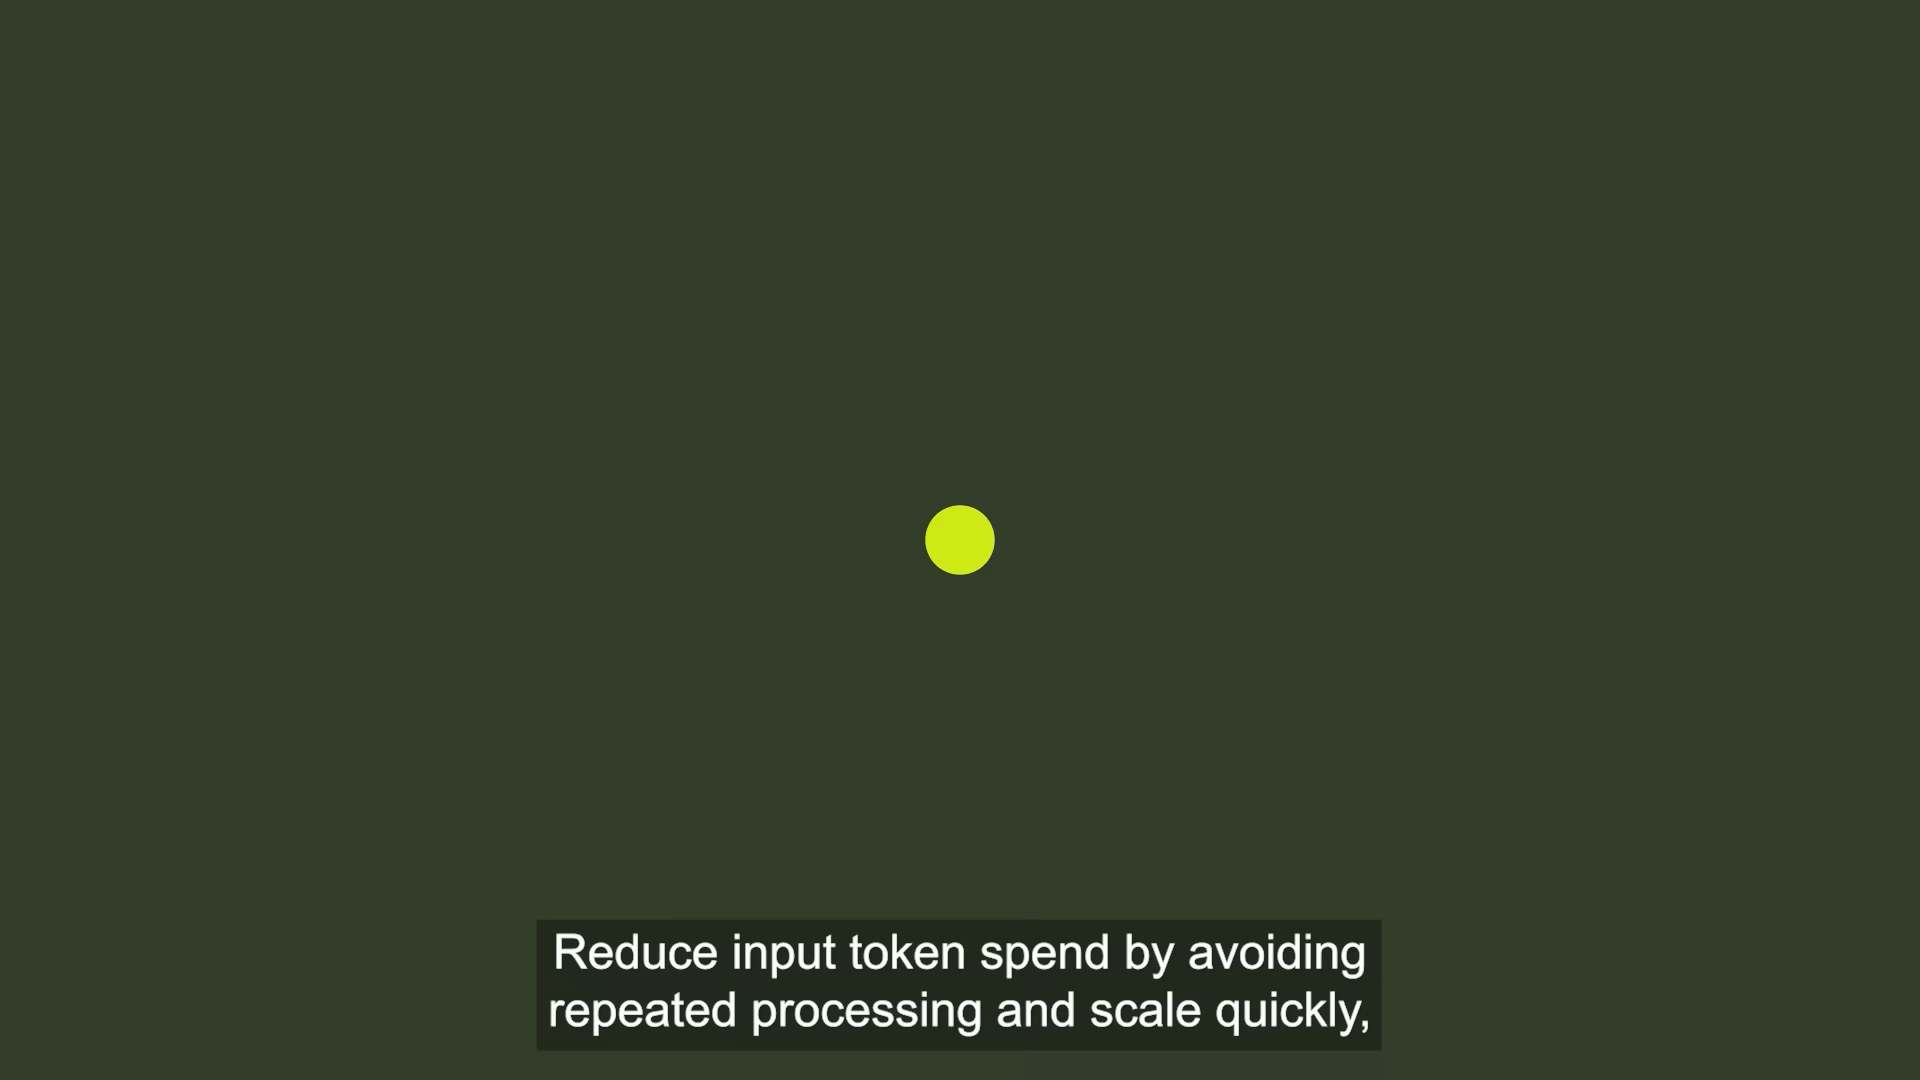 Reduce input token spend by avoiding
repeated processing and scale quickly,